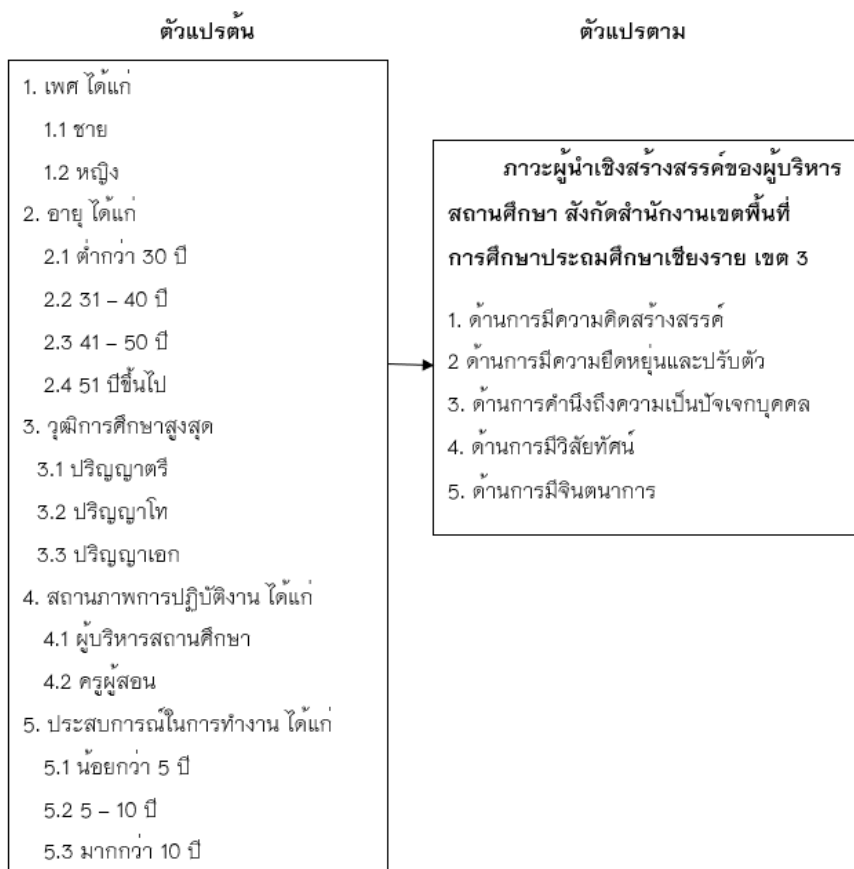 ตัวแปรต้น
ตัวแปรตาม
1. เพศ ได้แก่
1.1 ชาย
1.2 หญิง
2. อายุ ได้แก่
2.1 ต่ำกว่า 30 ปี
2.2 31 – 40 ปี
2.3 41 – 50 ปี
2.4 51 ปีขึ้นไป
3. วุฒิการศึกษาสูงสุด
3.1 ปริญญาตรี
3.2 ปริญญาโท
3.3 ปริญญาเอก
4. สถานภาพการปฏิบัติงาน ได้แก่
4.1 ผู้บริหารสถานศึกษา
4.2 ครูผู้สอน
5. ประสบการณ์ในการทำงาน ได้แก่
5.1 น้อยกว่า 5 ปี
5.2 5 – 10 ปี
5.3 มากกว่า 10 ปี
ภาวะผู้นำเชิงสร้างสรรค์ของผู้บริหาร
สถานศึกษา สังกัดสำนักงานเขตพื้นที่
การศึกษาประถมศึกษาเชียงราย เขต 3
1. ด้านการมีความคิดสร้างสรรค์
2 ด้านการมีความยืดหยุ่นและปรับตัว
3. ด้านการคำนึงถึงความเป็นปัจเจกบุคคล
4. ด้านการมีวิสัยทัศน์
5. ด้านการมีจินตนาการ